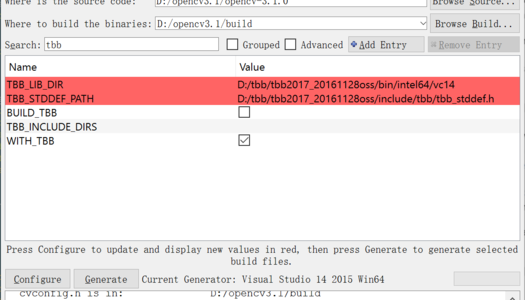 Where is the source code: D:/opencv3.1/opencv-3.1.0 Browse Source...
Where to build the binaries: D:/opencv3.1/build Browse Build...
Search: tbb Grouped Advanced Add Entry Remove Entry
Name Value
TBB_LIB_DIR D:/tbb/tbb2017_20161128oss/bin/intel64/vc14
TBB_STDDEF_PATH D:/tbb/tbb2017_20161128oss/include/tbb/tbb_stddef.h
BUILD_TBB
TBB_INCLUDE_DIRS
WITH_TBB
Press Configure to update and display new values in red, then press Generate to generate selected
build files.
Configure Generate Current Generator: Visual Studio 14 2015 Win64
cvconfig.h is in: D:/opencv3.1/build